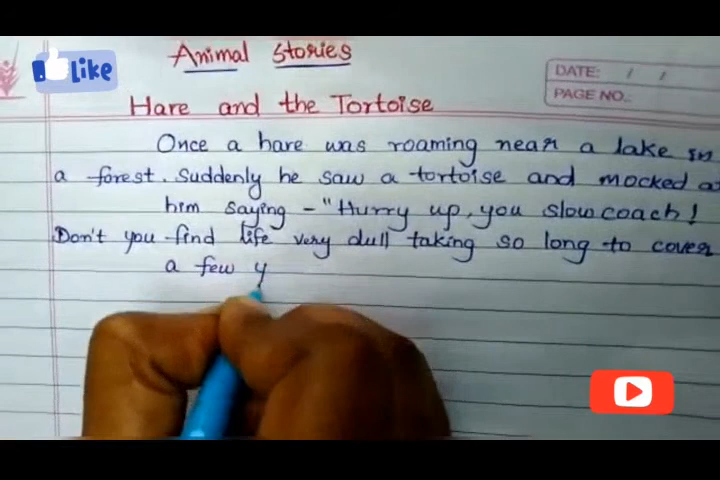 Like
Animal Stories
DATE: / /
PAGE NO.:
Hare and the Tortoise
Once a hare was roaming near a lake in
a forest. Suddenly he saw a tortoise and mocked at
him saying - "Hurry up, you slow coach!
Don't you find life very dull taking so long to cover
a few y